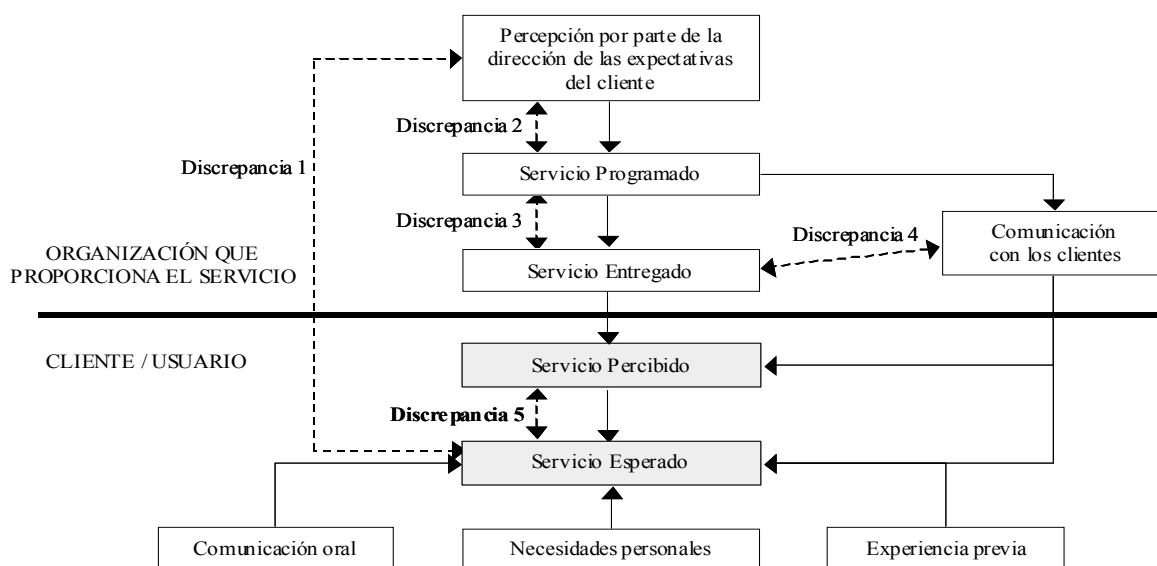 Percepción por parte de la
dirección de las expectativas
del cliente
Discrepancia 2
Discrepancia 1
Servicio Programado
Discrepancia 3
Discrepancia 4
Comunicación
con los clientes
ORGANIZACIÓN QUE
PROPORCIONA EL SERVICIO
Servicio Entregado
CLIENTE / USUARIO
Servicio Percibido
Discrepancia 5
Servicio Esperado
Comunicación oral
Necesidades personales
Experiencia previa